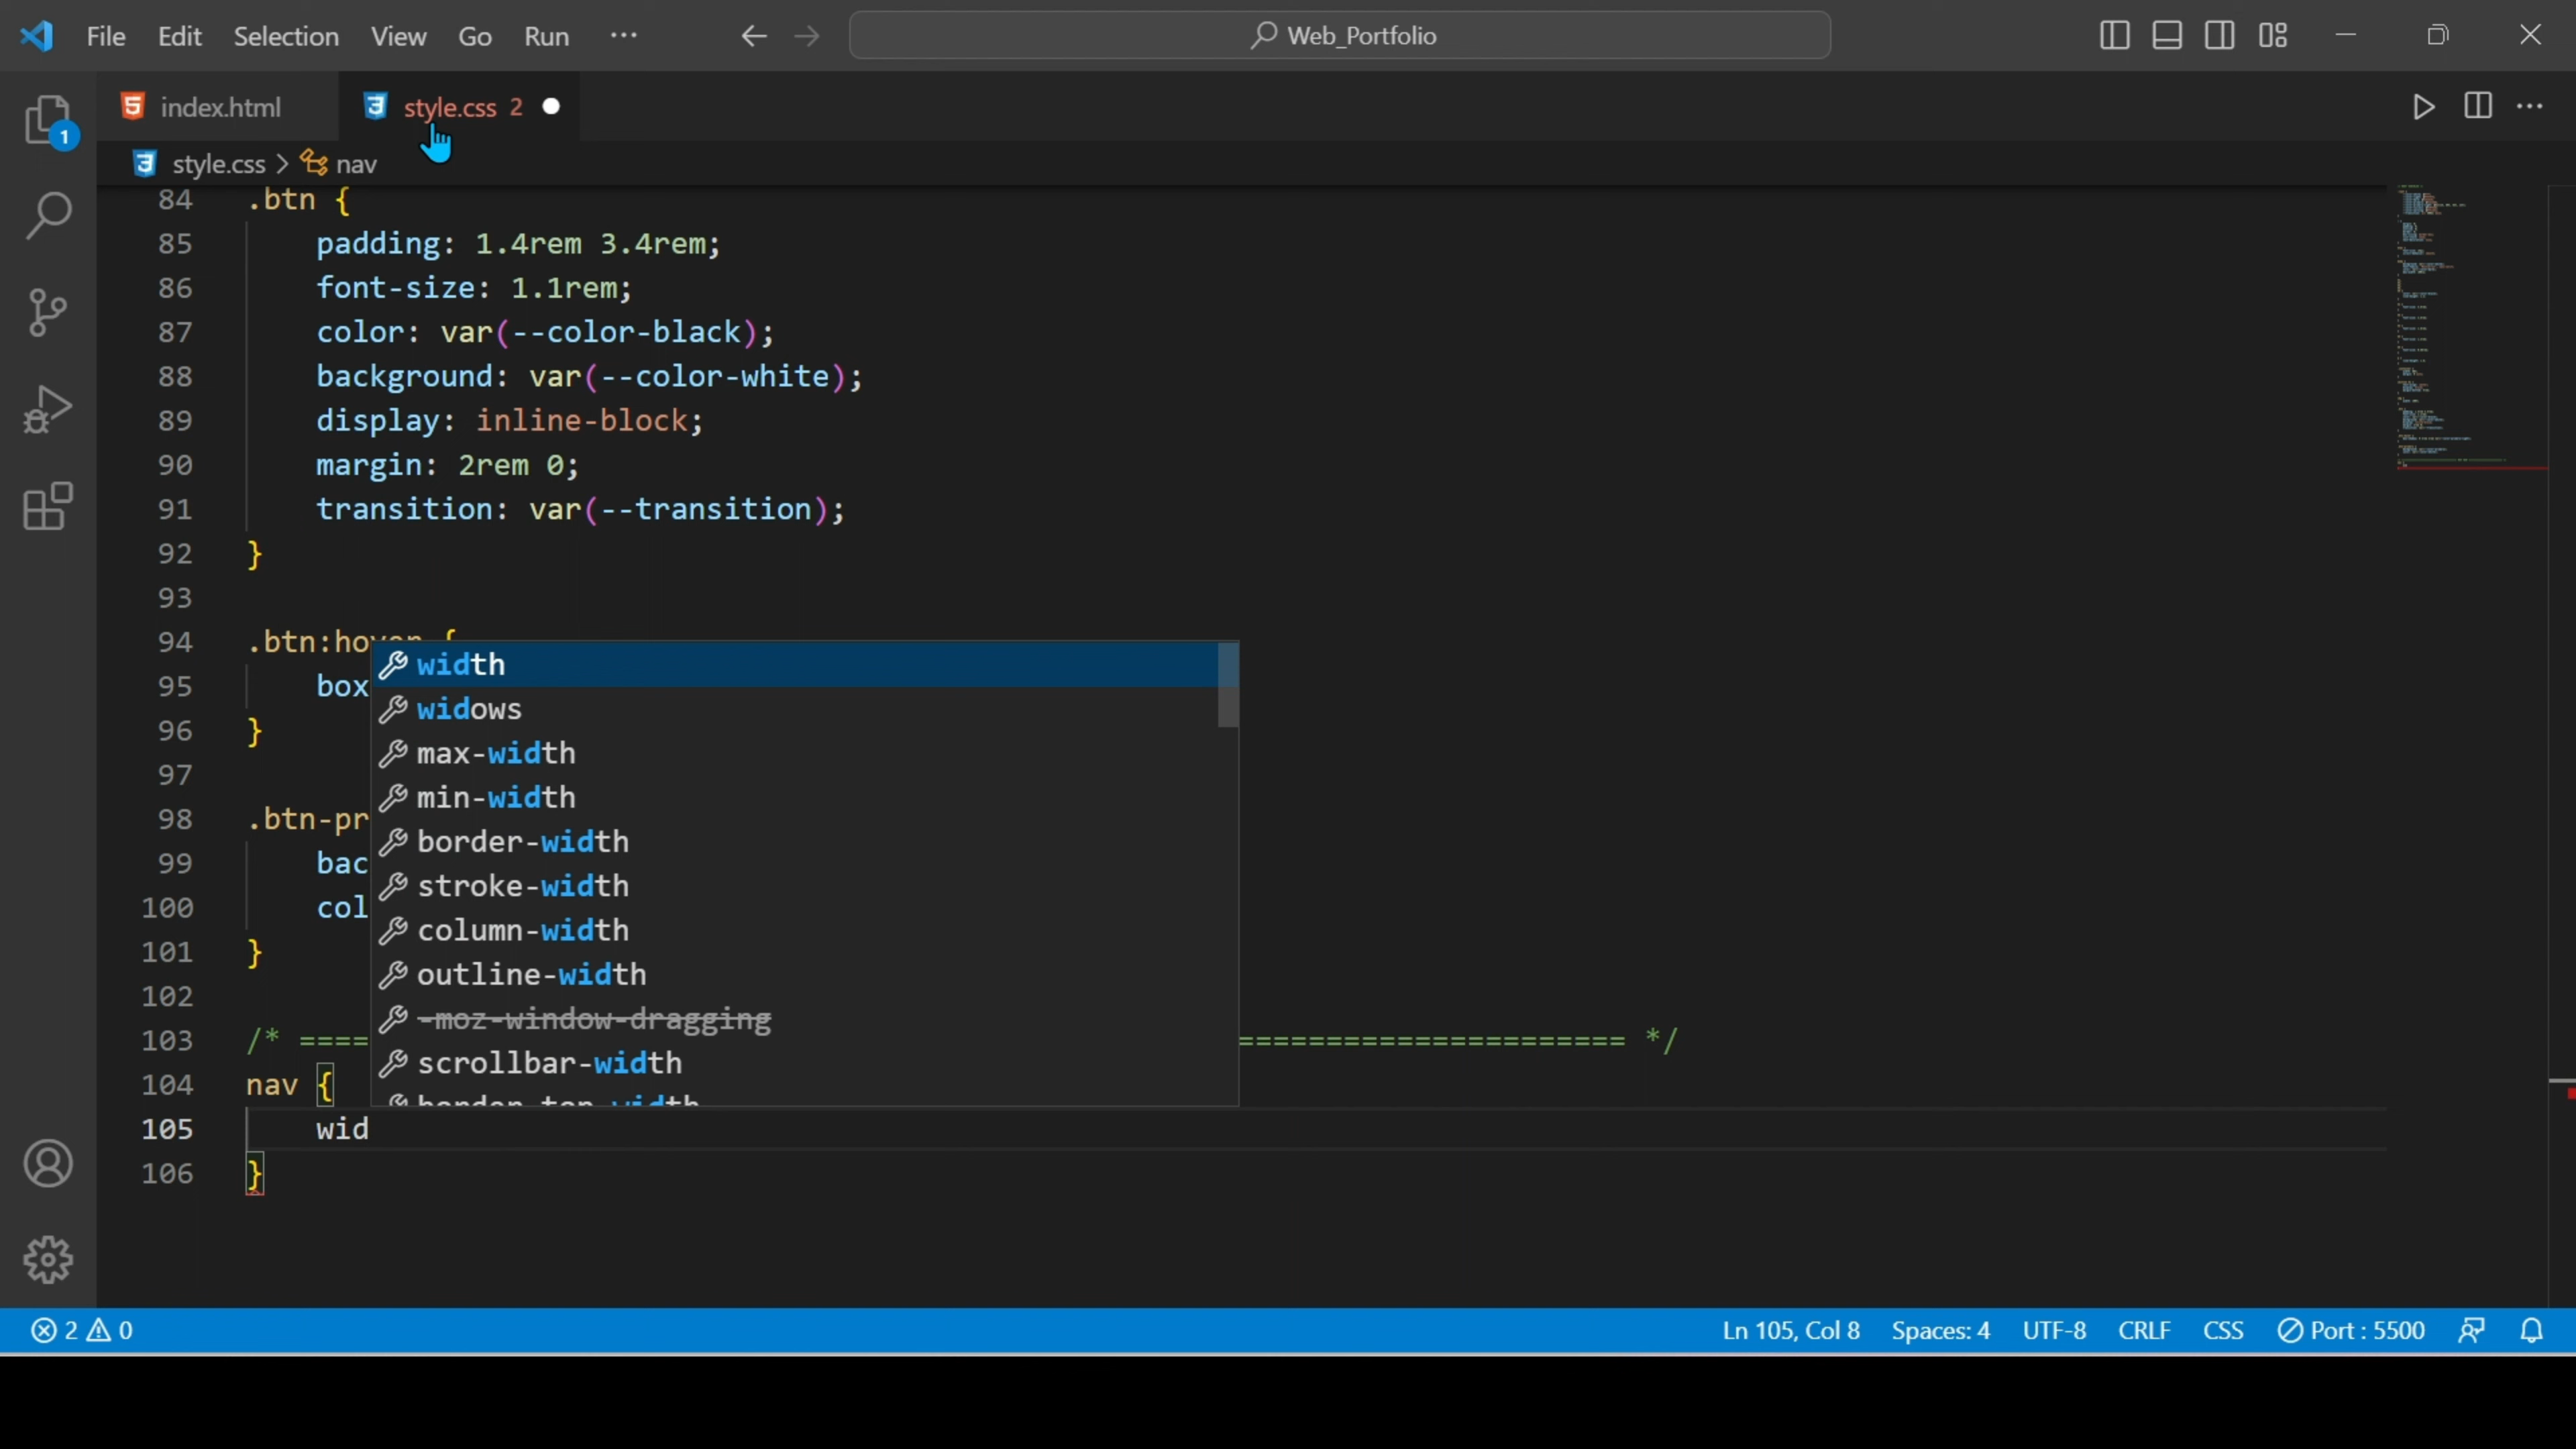 File Edit Selection View Go Run ··· Web_Portfolio
1
index.html style.css 2
style.css > nav
84 .btn {
85 padding: 1.4rem 3.4rem;
86 font-size: 1.1rem;
87 color: var(--color-black);
88 background: var(--color-white);
89 display: inline-block;
90 margin: 2rem 0;
91 transition: var(--transition);
92 }
93
94 .btn:hover {
95 box
96 }
97
98 .btn-pr
99 bac
100 col
101 }
102
103 /* ==== ====================== */
104 nav {
105 wid
106 }
width
widows
max-width
min-width
border-width
stroke-width
column-width
outline-width
-moz-window-dragging
scrollbar-width
border-top-width
2 0 Ln 105, Col 8 Spaces: 4 UTF-8 CRLF CSS Port : 5500